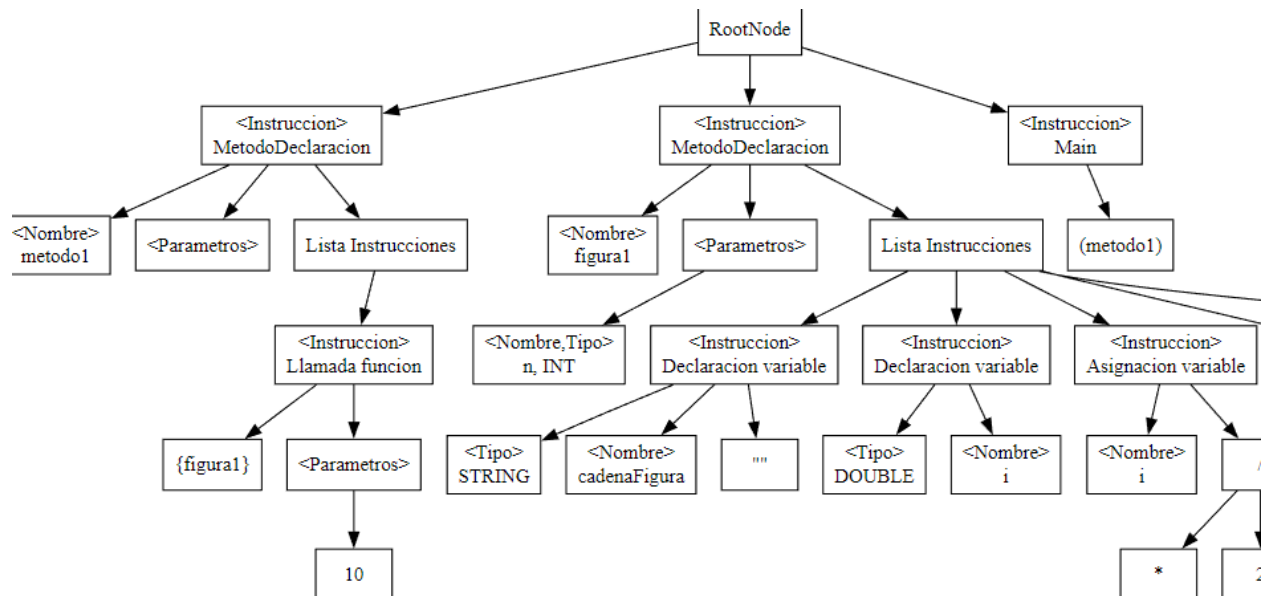 RootNode
<Instruccion>
MetodoDeclaracion
<Instruccion>
MetodoDeclaracion
<Instruccion>
Main
<Nombre>
metodo1
<Parametros>
Lista Instrucciones
<Nombre>
figura1
<Parametros>
Lista Instrucciones
(metodo1)
<Instruccion>
Llamada funcion
<Nombre,Tipo>
n, INT
<Instruccion>
Declaracion variable
<Instruccion>
Declaracion variable
<Instruccion>
Asignacion variable
{figura1}
<Parametros>
<Tipo>
STRING
<Nombre>
cadenaFigura
""
<Tipo>
DOUBLE
<Nombre>
i
<Nombre>
i
10
*